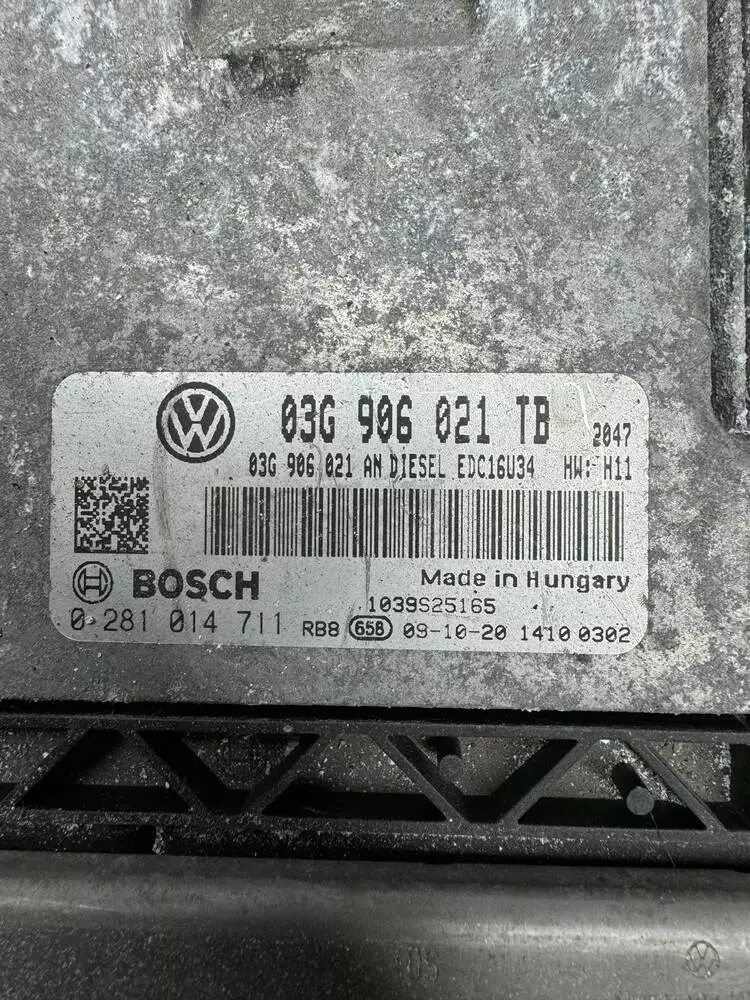 03G 906 021 TB 2047
03G 906 021 AN DIESEL EDC16U34 HW: H11
BOSCH Made in Hungary
1039S25165
0 281 014 711 RB8 658 09-10-20 1410 0302